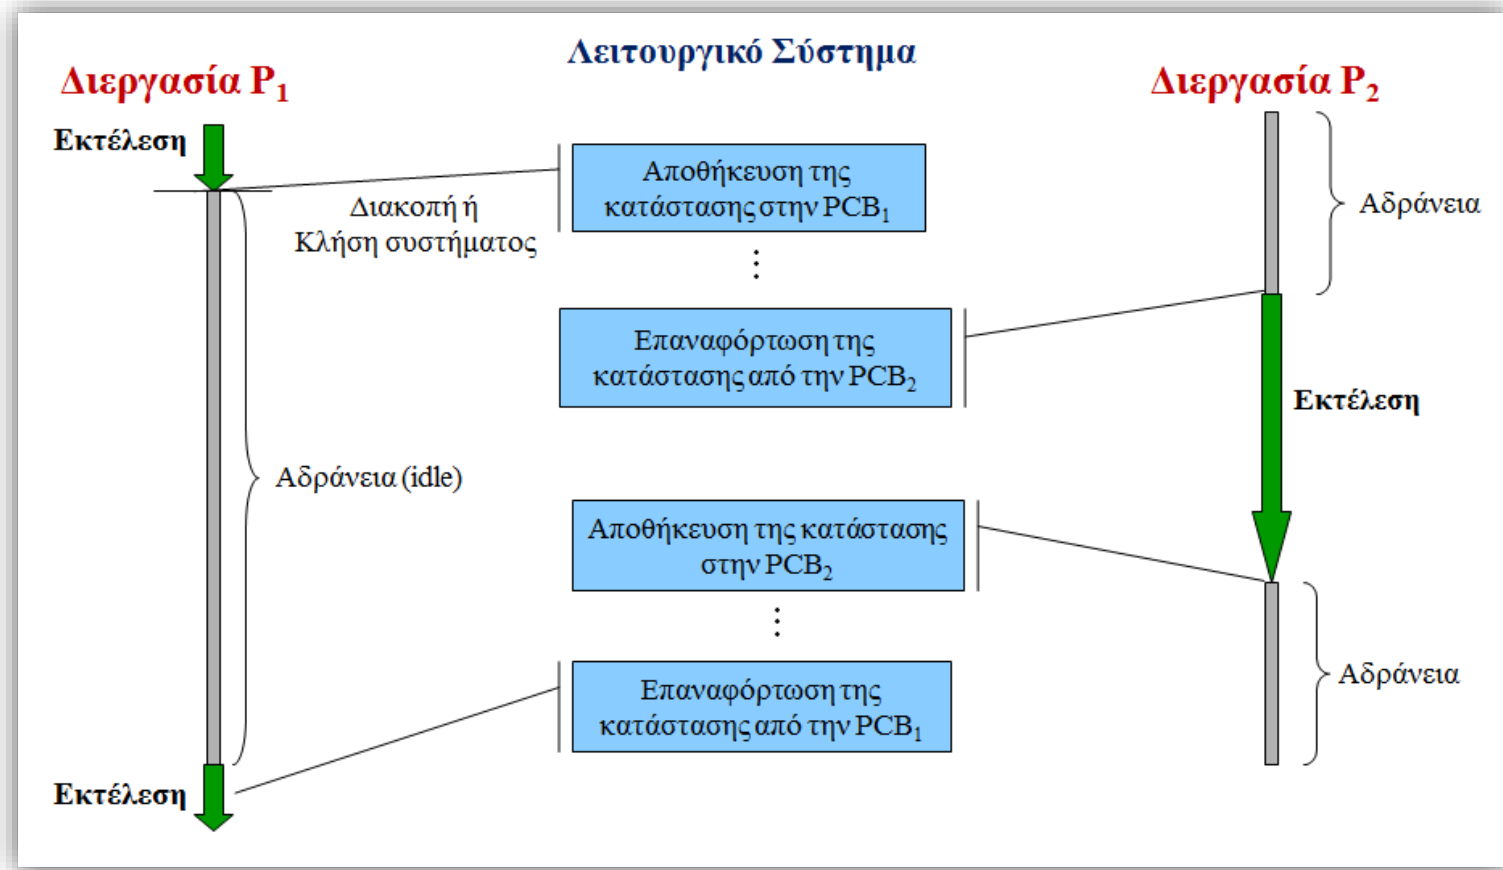 Λειτουργικό Σύστημα
Διεργασία P1
Διεργασία P2
Εκτέλεση
Αποθήκευση της
κατάστασης στην PCB1
Διακοπή ή
Κλήση συστήματος
Αδράνεια
Επαναφόρτωση της
κατάστασης από την PCB2
Εκτέλεση
Αδράνεια (idle)
Αποθήκευση της κατάστασης
στην PCB2
Επαναφόρτωση της
κατάστασης από την PCB1
Αδράνεια
Εκτέλεση